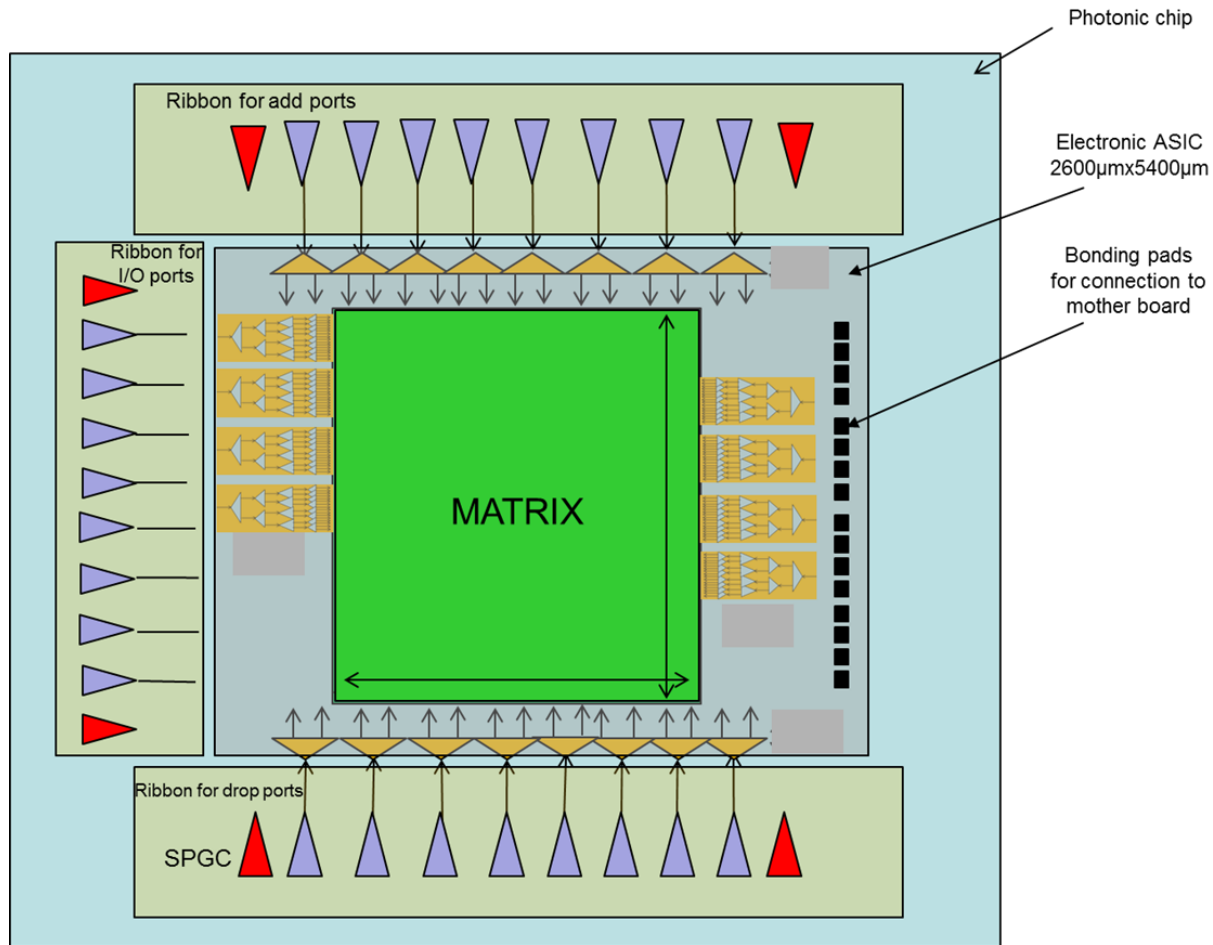 Photonic chip
Ribbon for add ports
Electronic ASIC
2600µmx5400µm
Ribbon for
I/O ports
Bonding pads
for connection to
mother board
MATRIX
Ribbon for drop ports
SPGC